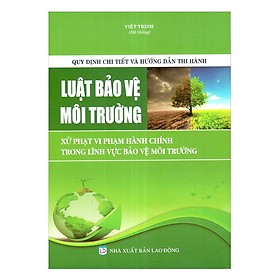 VIỆT TRINH
(Hệ thống)
QUY ĐỊNH CHI TIẾT VÀ HƯỚNG DẪN THI HÀNH
LUẬT BẢO VỆ
MÔI TRƯỜNG
XỬ PHẠT VI PHẠM HÀNH CHÍNH
TRONG LĨNH VỰC BẢO VỆ MÔI TRƯỜNG
NHÀ XUẤT BẢN LAO ĐỘNG